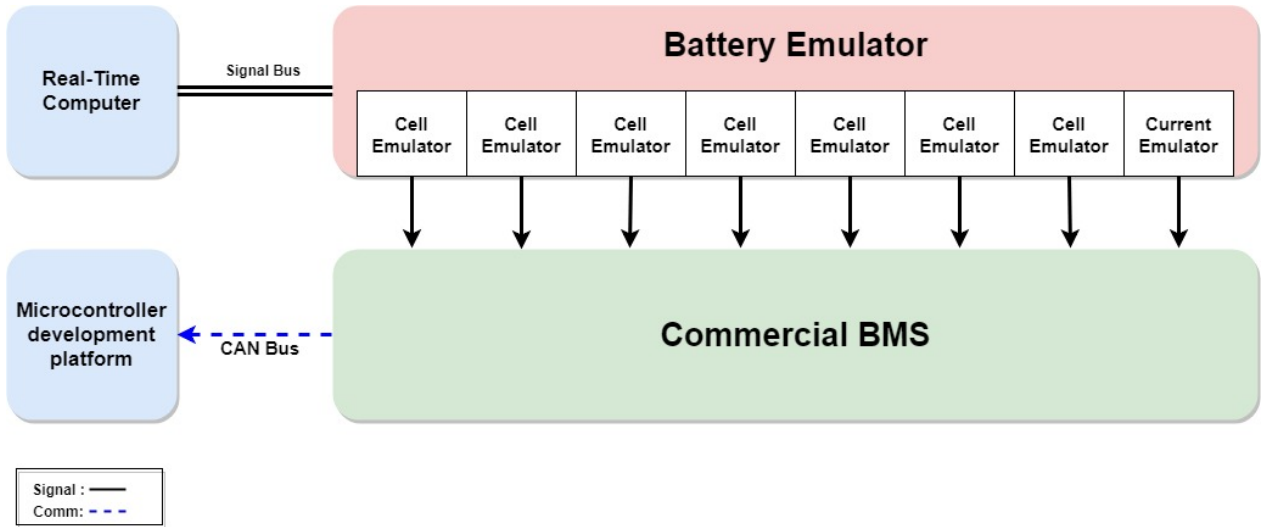 Battery Emulator
Real-Time
Computer
Signal Bus
Cell
Emulator
Cell
Emulator
Cell
Emulator
Cell
Emulator
Cell
Emulator
Cell
Emulator
Cell
Emulator
Current
Emulator
Microcontroller
development
platform
CAN Bus
Commercial BMS
Signal :
Comm: